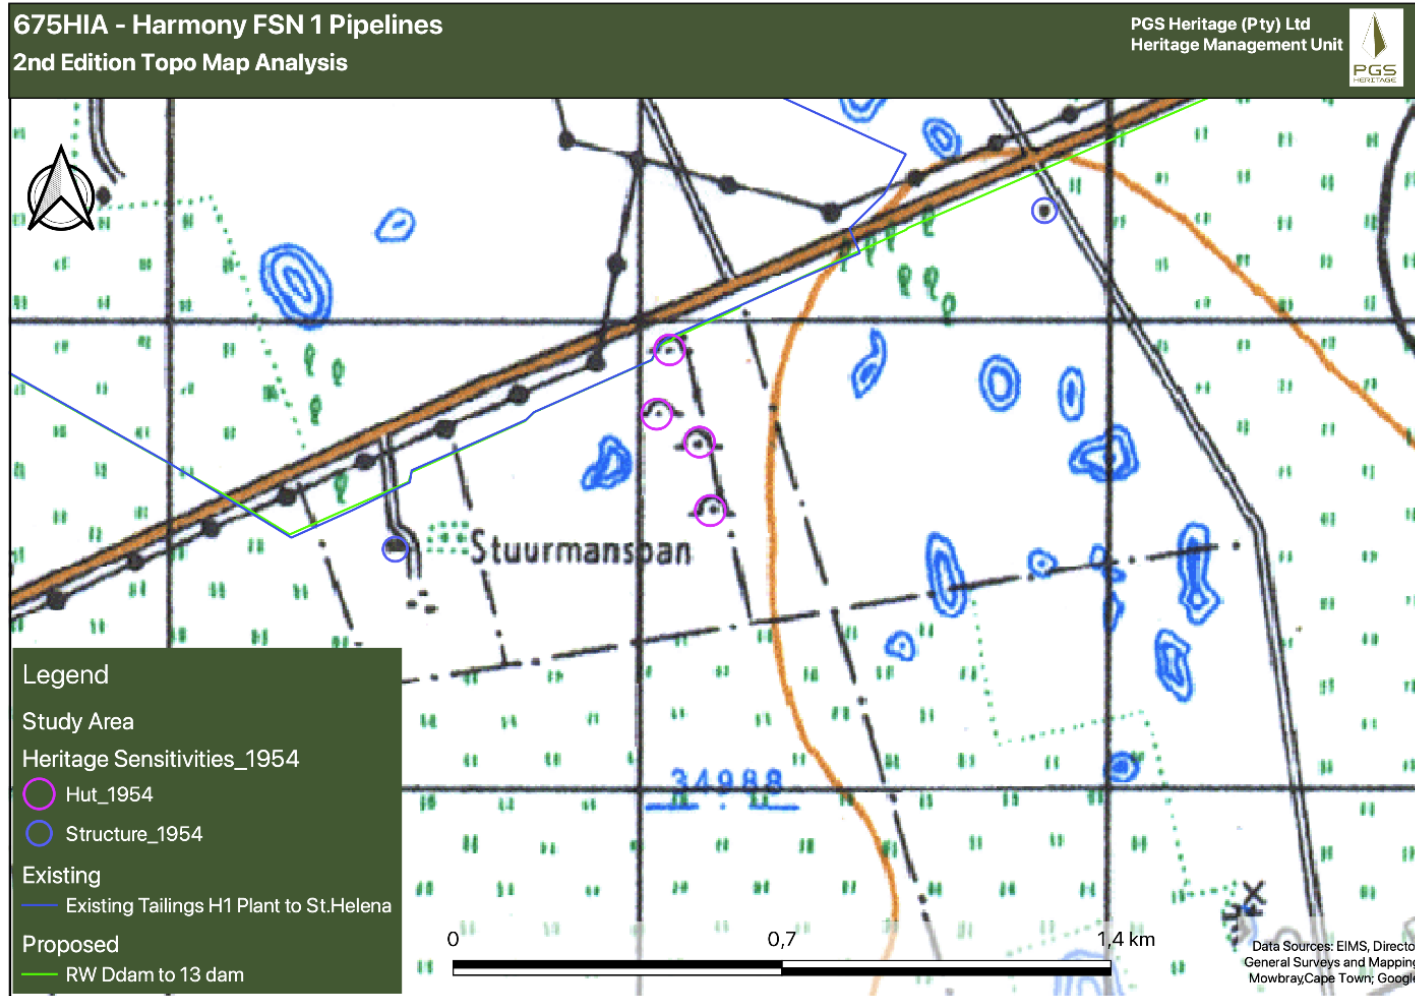 675HIA - Harmony FSN 1 Pipelines
2nd Edition Topo Map Analysis
PGS Heritage (Pty) Ltd
Heritage Management Unit
PGS
HERITAGE
Stuurmanspan
34988
Legend
Study Area
Heritage Sensitivities_1954
Hut_1954
Structure_1954
Existing
Existing Tailings H1 Plant to St.Helena
Proposed
RW Ddam to 13 dam
0 0,7 1,4 km
Data Sources: EIMS, Directo
General Surveys and Mapping
Mowbray,Cape Town; Google